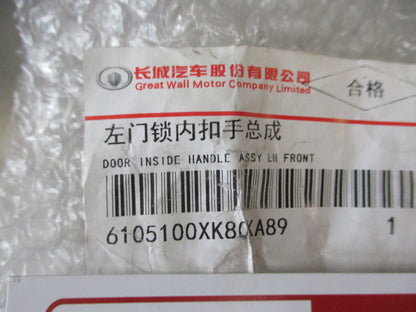 长城汽车股份有限公司
Great Wall Motor Company Limited
合格
左门锁内扣手总成
DOOR INSIDE HANDLE ASSY LH FRONT
6105100XK80XA89 1